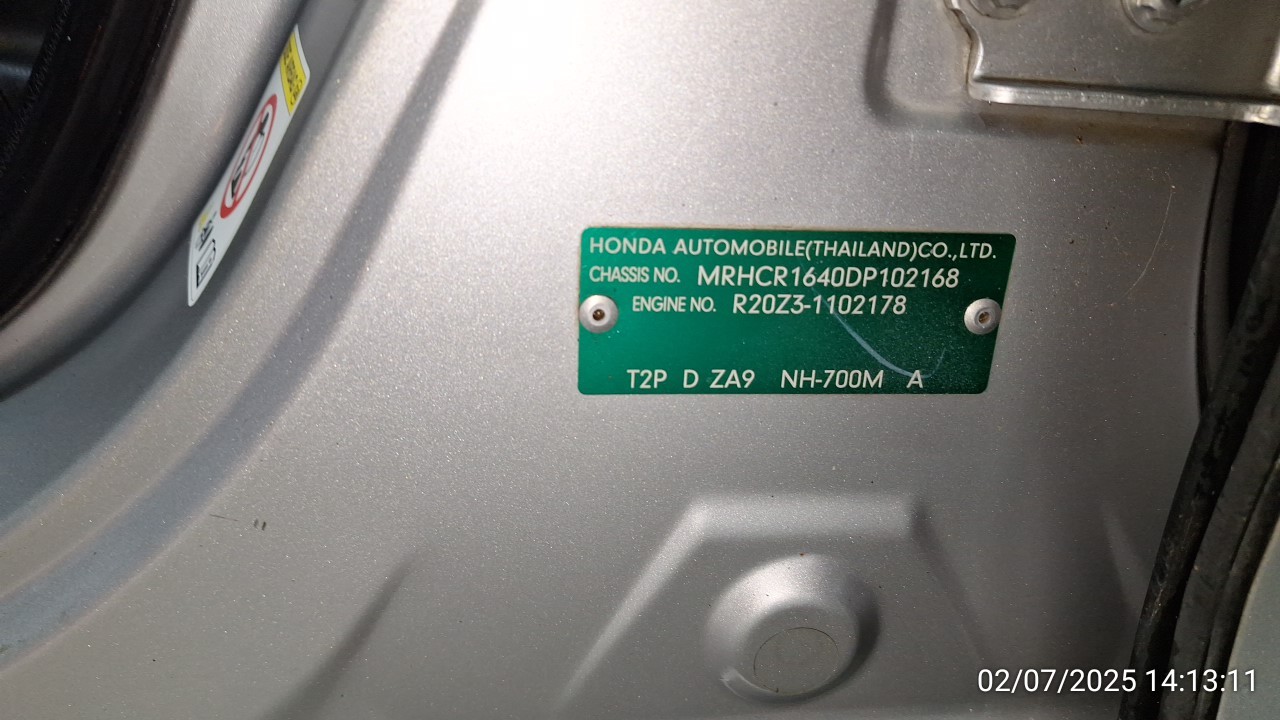 HONDA AUTOMOBILE(THAILAND)CO.,LTD.
CHASSIS NO. MRHCR1640DP102168
ENGINE NO. R20Z3-1102178
T2P D ZA9 NH-700M A
02/07/2025 14:13:11